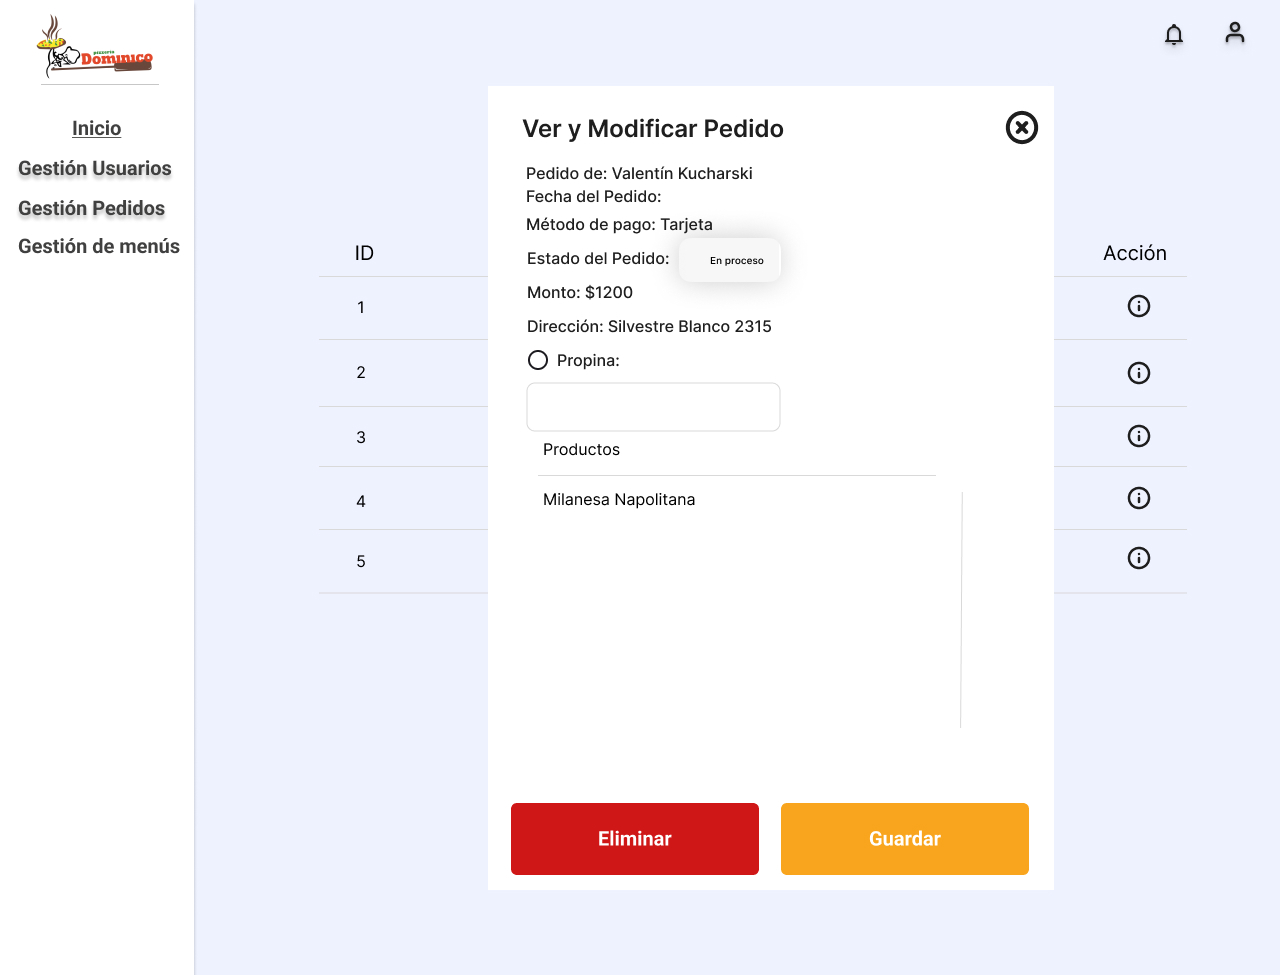 pizzeria
DOMINICO
Inicio
Gestión Usuarios
Gestión Pedidos
Gestión de menús
Ver y Modificar Pedido
Pedido de: Valentín Kucharski
Fecha del Pedido:
Método de pago: Tarjeta
Estado del Pedido: En proceso
Monto: $1200
Dirección: Silvestre Blanco 2315
Propina:
Productos
Milanesa Napolitana
Eliminar Guardar
ID Acción
1
2
3
4
5